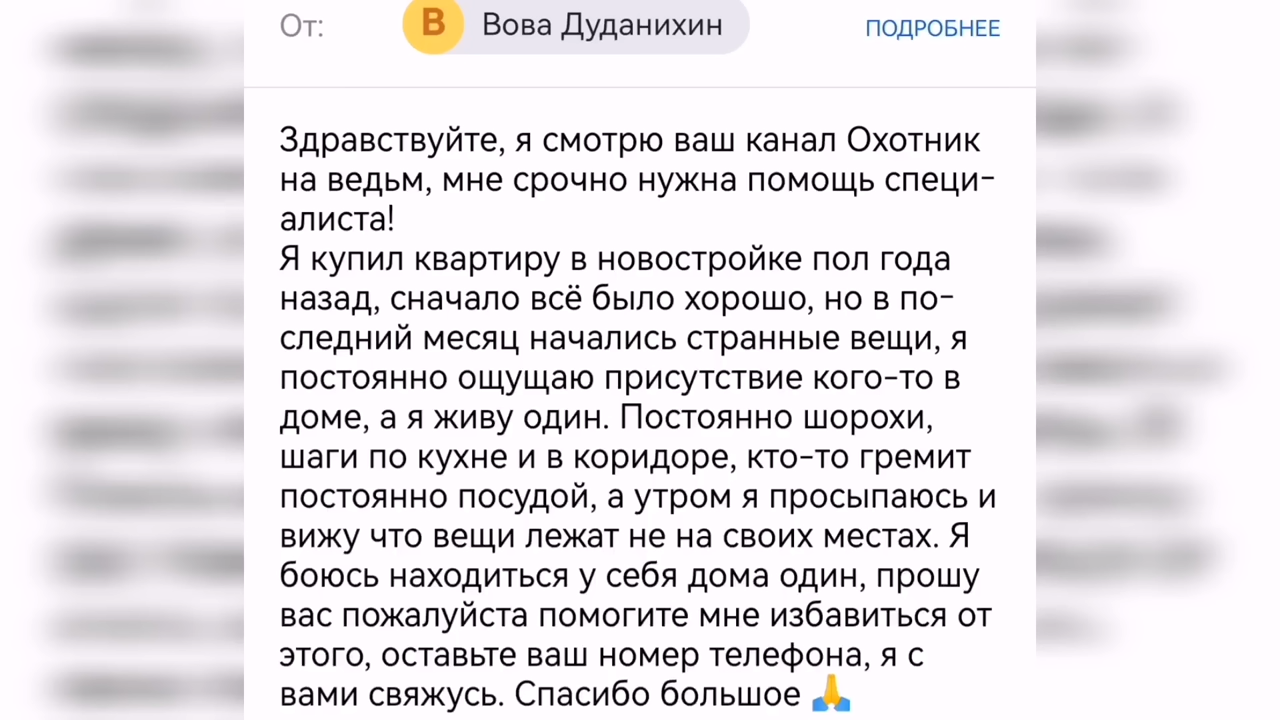 От:
В
Вова Дуданихин
ПОДРОБНЕЕ
Здравствуйте, я смотрю ваш канал Охотник
на ведьм, мне срочно нужна помощь специ-
алиста!
Я купил квартиру в новостройке пол года
назад, сначало всё было хорошо, но в по-
следний месяц начались странные вещи, я
постоянно ощущаю присутствие кого-то в
доме, а я живу один. Постоянно шорохи,
шаги по кухне и в коридоре, кто-то гремит
постоянно посудой, а утром я просыпаюсь и
вижу что вещи лежат не на своих местах. Я
боюсь находиться у себя дома один, прошу
вас пожалуйста помогите мне избавиться от
этого, оставьте ваш номер телефона, я с
вами свяжусь. Спасибо большое 🙏